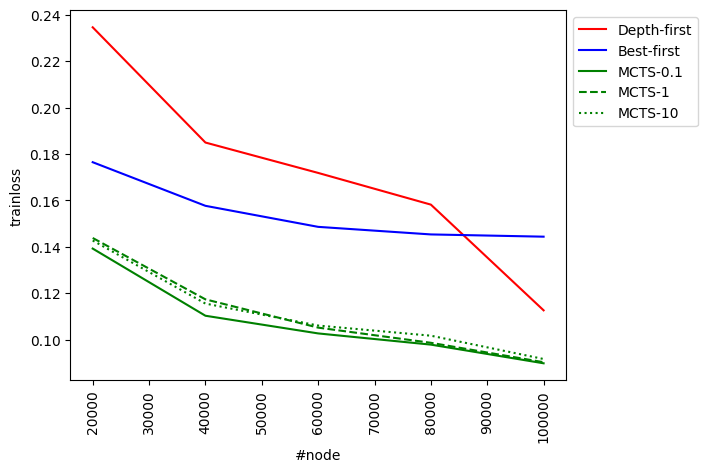 0.24
0.22
0.20
0.18
0.16
0.14
0.12
0.10
trainloss
20000
30000
40000
50000
60000
70000
80000
90000
100000
#node
Depth-first
Best-first
MCTS-0.1
MCTS-1
MCTS-10